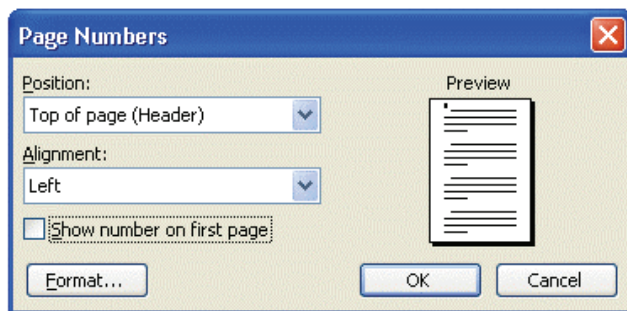 Page Numbers
Position:
Preview
Top of page (Header)
Alignment:
Left
Show number on first page
Format...
OK
Cancel